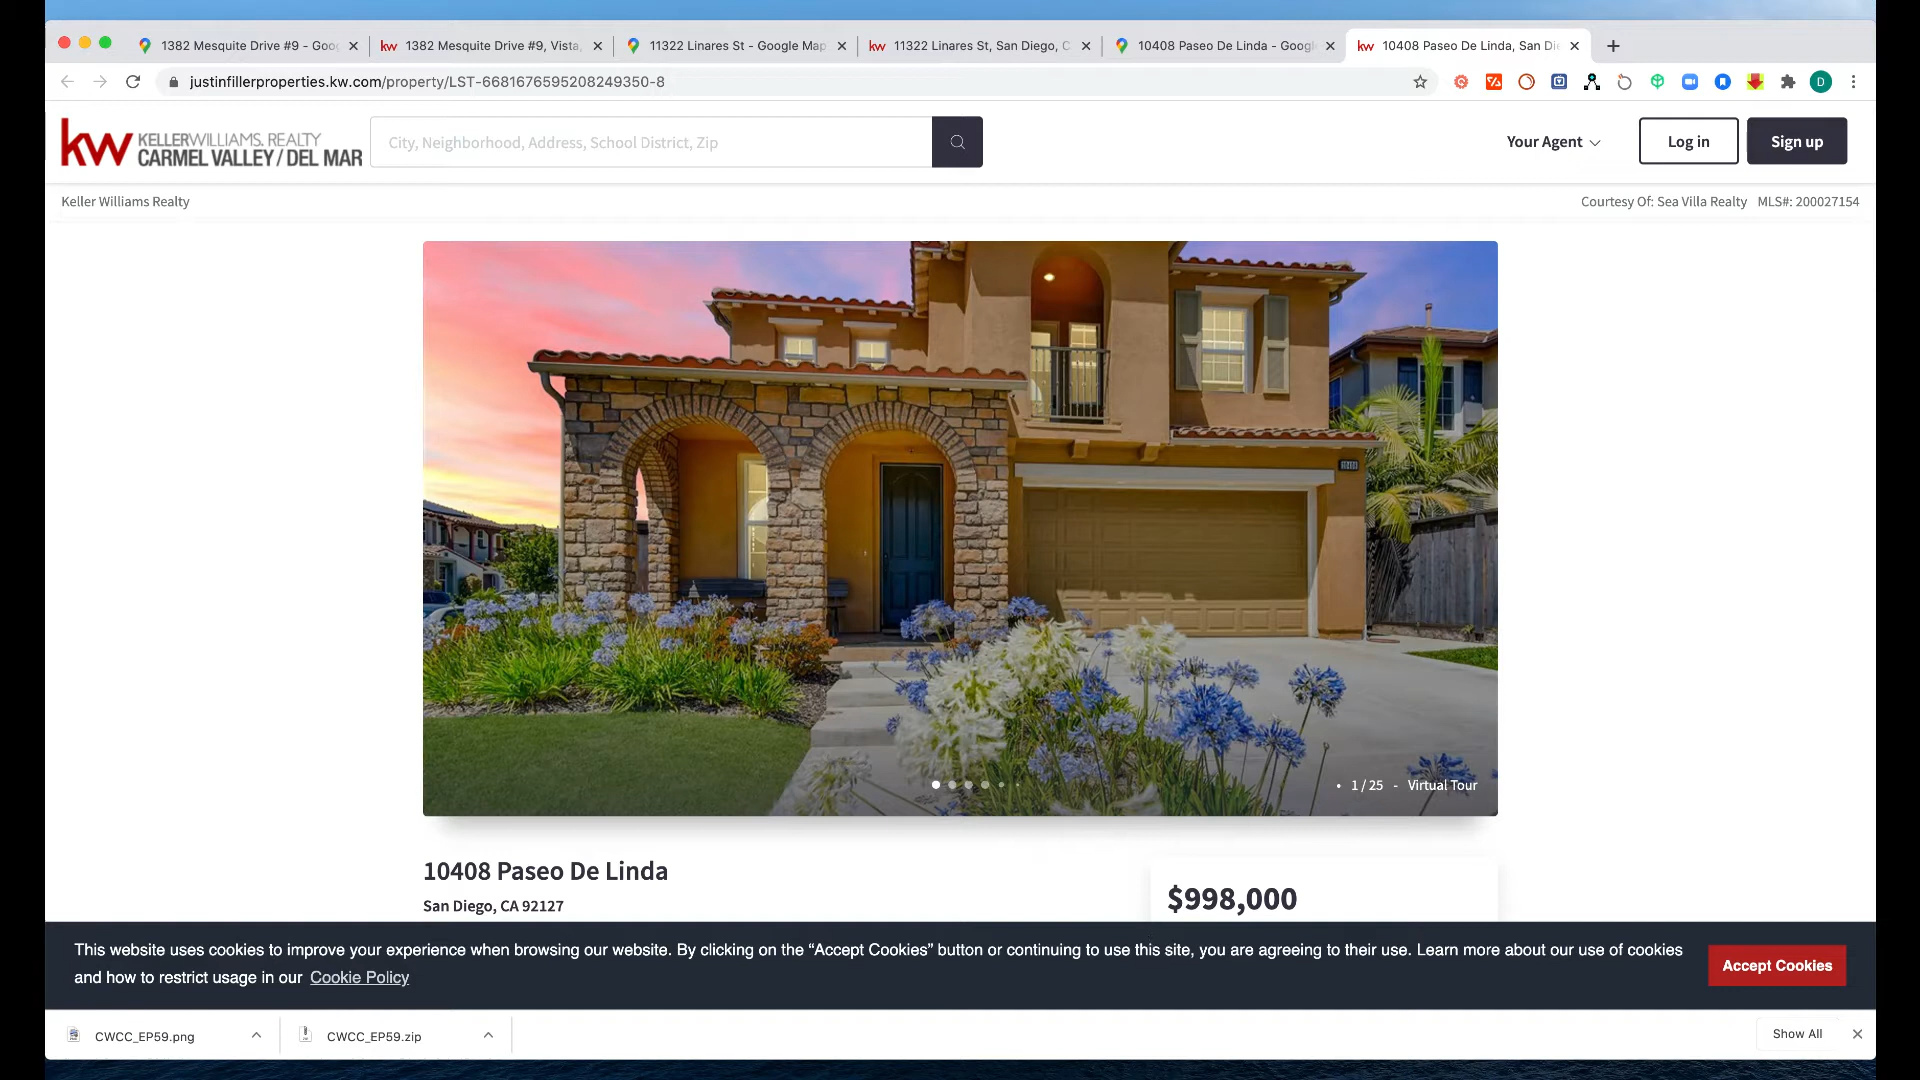 1382 Mesquite Drive #9 - Goog
kw 1382 Mesquite Drive #9, Vista,
11322 Linares St - Google Map
kw 11322 Linares St, San Diego, C
10408 Paseo De Linda - Googl
kw 10408 Paseo De Linda, San Die
justinfillerproperties.kw.com/property/LST-6681676595208249350-8
D
kw KELLERWILLIAMS. REALTY
CARMEL VALLEY / DEL MAR
City, Neighborhood, Address, School District, Zip
Your Agent
Log in
Sign up
Keller Williams Realty
Courtesy Of: Sea Villa Realty MLS#: 200027154
• 1 / 25 - Virtual Tour
10408 Paseo De Linda
San Diego, CA 92127
$998,000
This website uses cookies to improve your experience when browsing our website. By clicking on the “Accept Cookies” button or continuing to use this site, you are agreeing to their use. Learn more about our use of cookies
and how to restrict usage in our Cookie Policy
Accept Cookies
CWCC_EP59.png
CWCC_EP59.zip
Show All